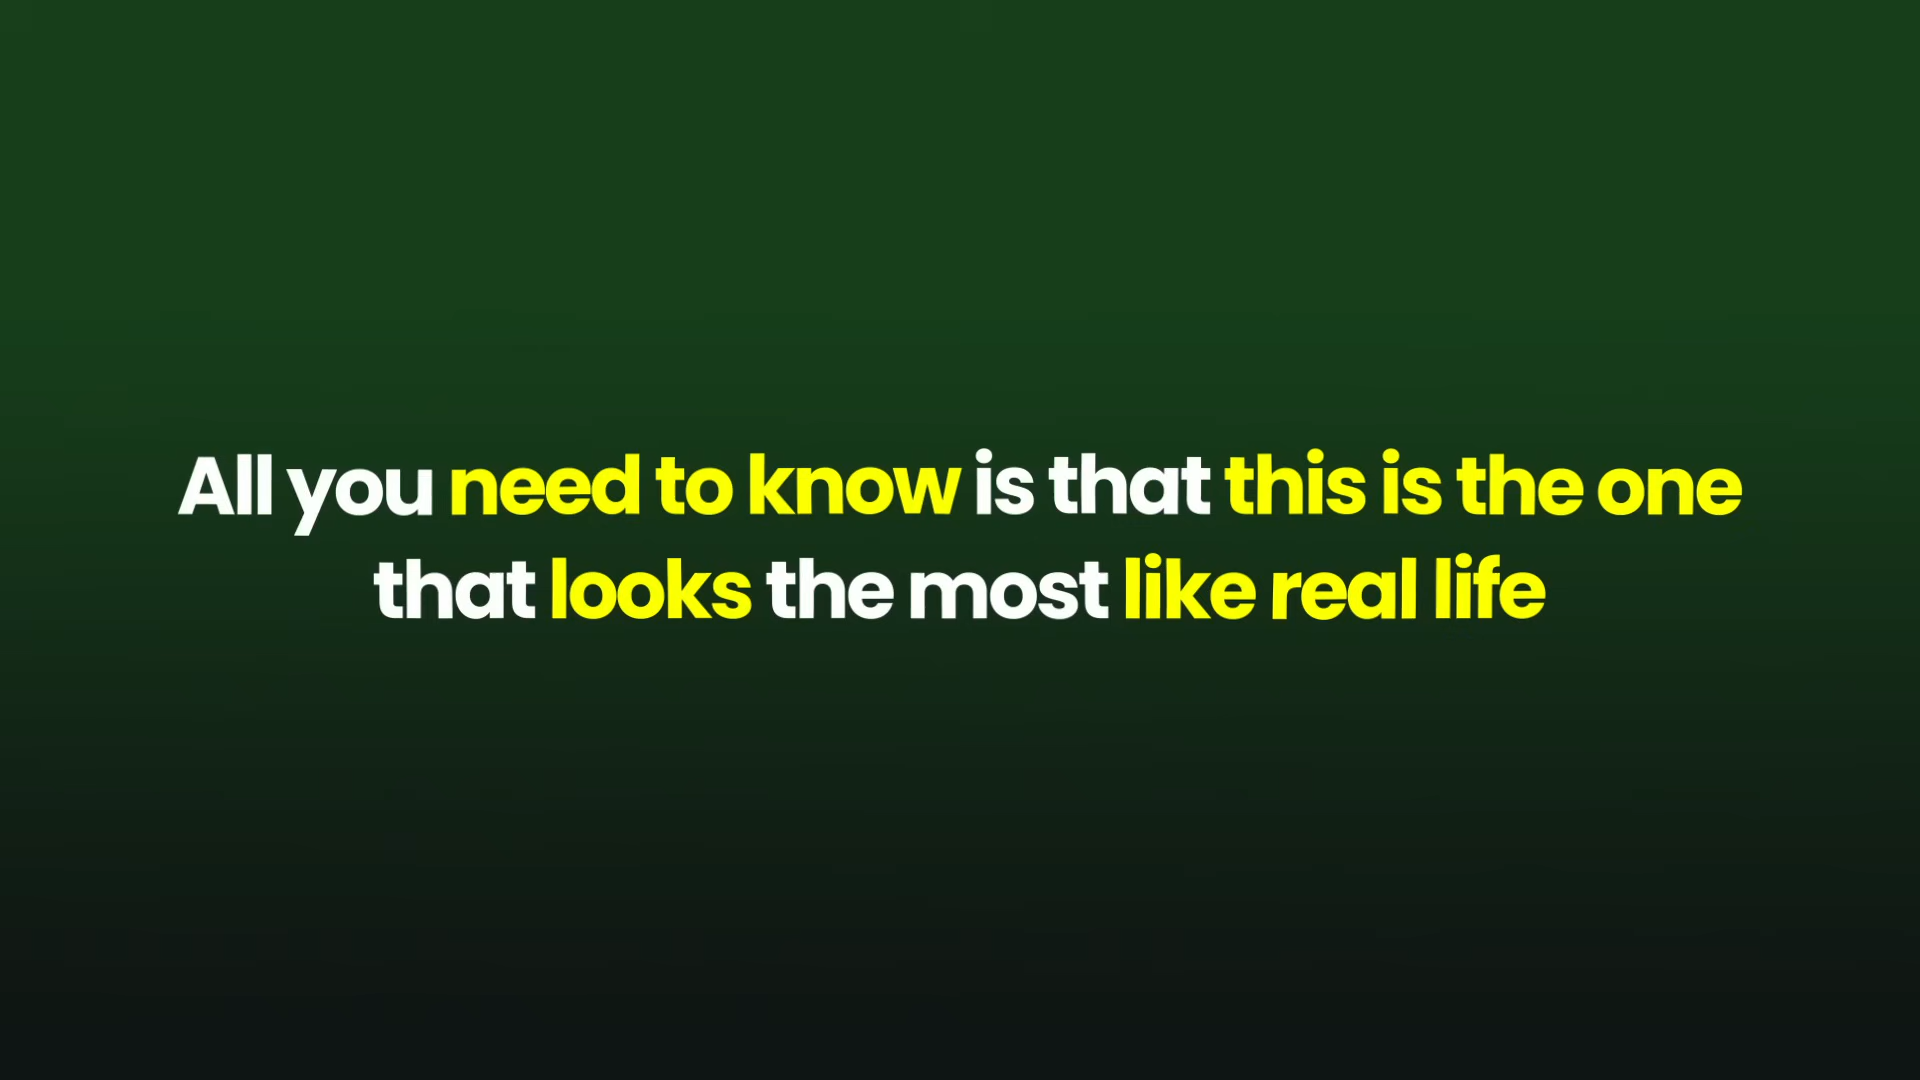 All you need to know is that this is the one
that looks the most like real life